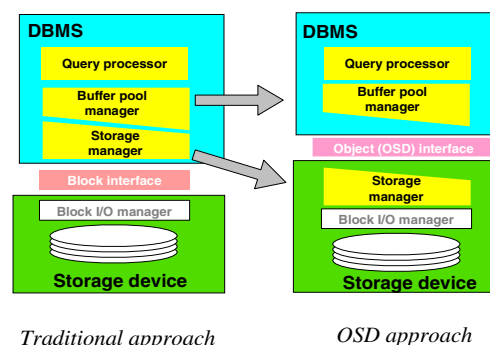 DBMS
Query processor
Buffer pool
manager
Storage
manager
Block interface
Block I/O manager
Storage device
Traditional approach
DBMS
Query processor
Buffer pool
manager
Object (OSD) interface
Storage
manager
Block I/O manager
Storage device
OSD approach